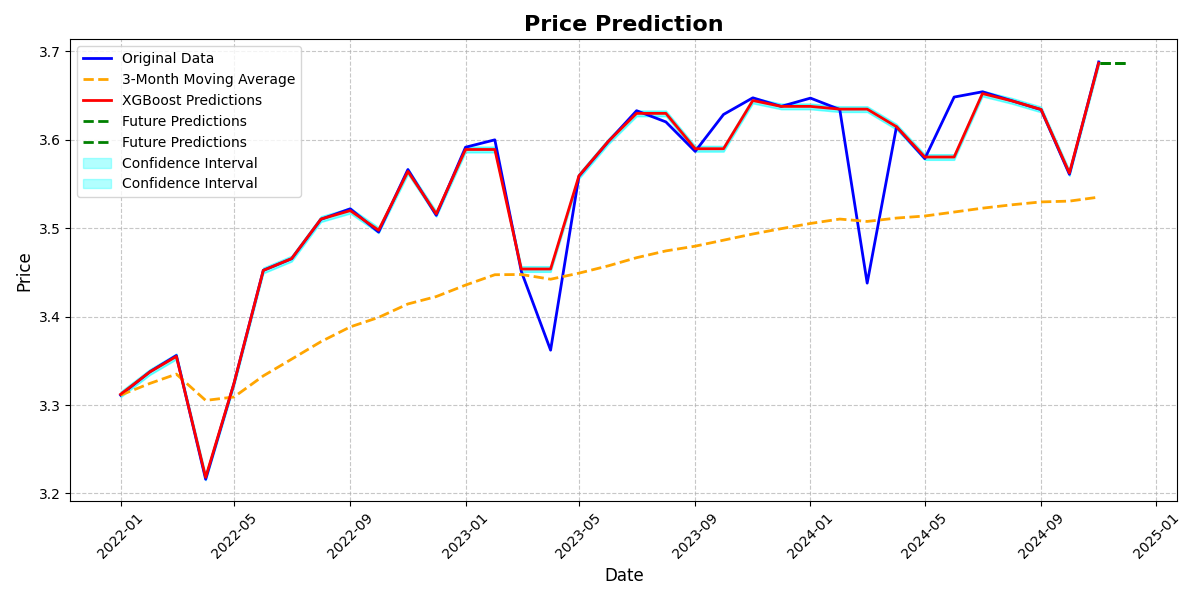 Price Prediction
Original Data
3-Month Moving Average
XGBoost Predictions
Future Predictions
Future Predictions
Confidence Interval
Confidence Interval
Price
3.7
3.6
3.5
3.4
3.3
3.2
2022-01
2022-05
2022-09
2023-01
2023-05
2023-09
2024-01
2024-05
2024-09
2025-01
Date